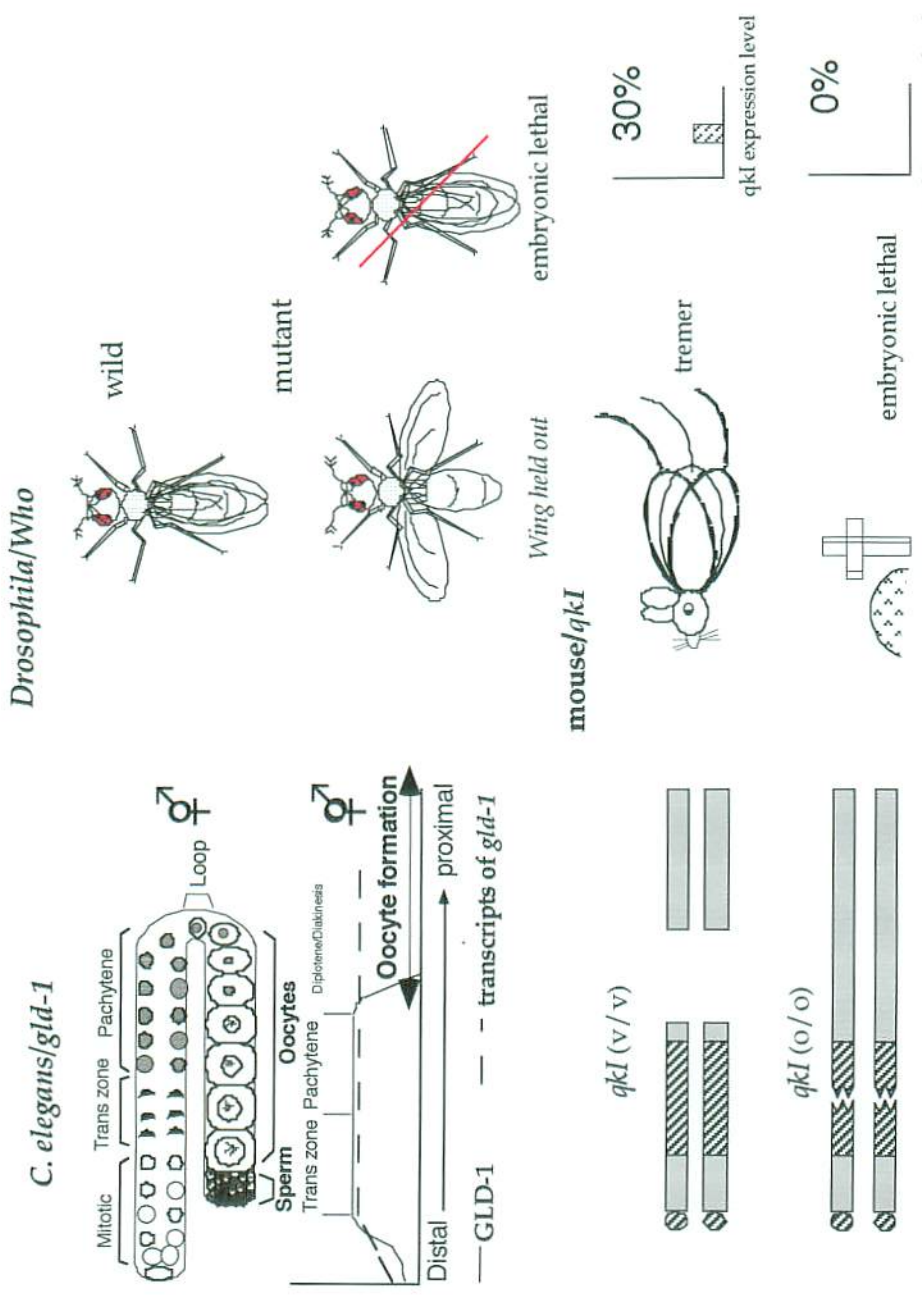 C. elegans/gld-1
Mitotic
Trans zone
Pachytene
Loop
Sperm
Oocytes
Trans zone
Pachytene
Diplotene/Diakinesis
Oocyte formation
Distal
proximal
GLD-1
transcripts of gld-1
Drosophila/Who
wild
mutant
Wing held out
embryonic lethal
mouse/qkI
qkI (v/v)
tremer
30%
qkI expression level
qkI (o/o)
embryonic lethal
0%